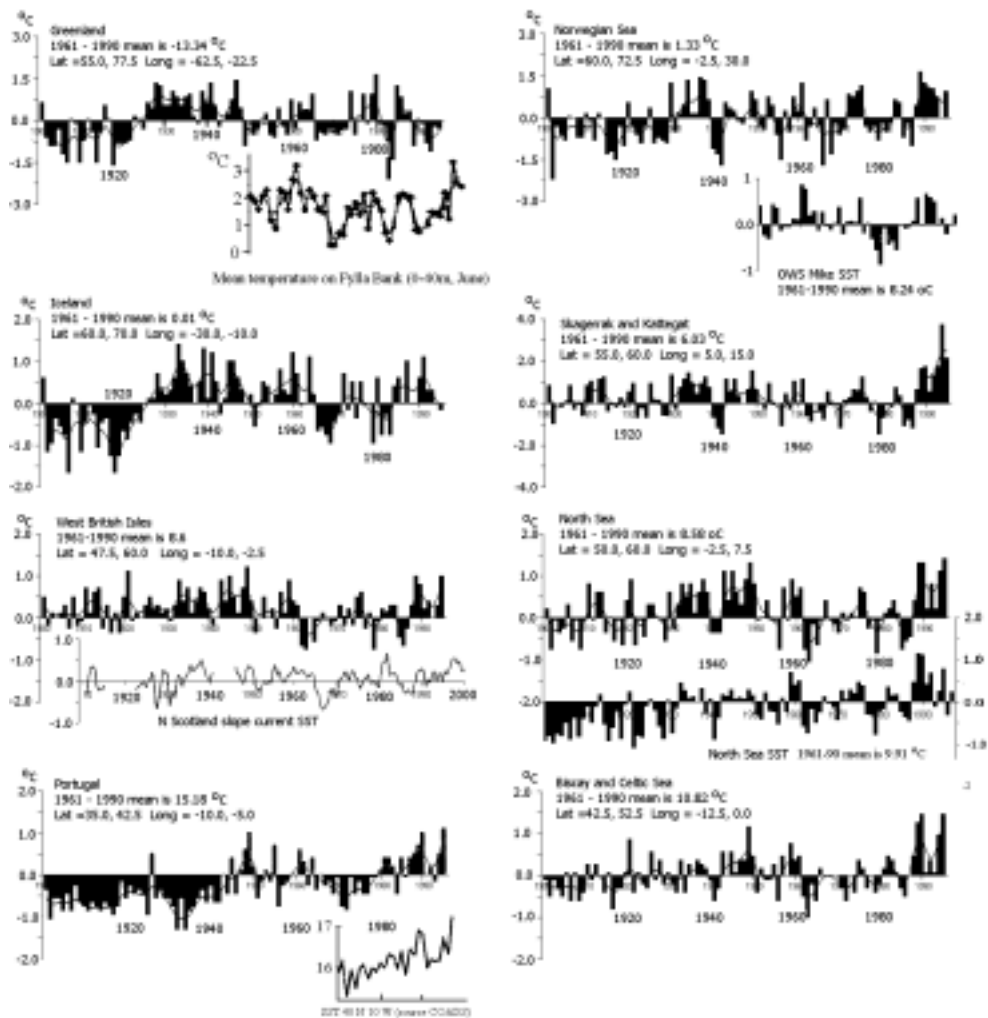 °C
Greenland
1961 - 1990 mean is -13.34 °C
Lat =55.0, 77.5 Long = -62.5, -22.5
3.0
1.5
0.0
-1.5
-3.0
1920
1940
1960
1980
°C
3
2
1
0
Mean temperature on Fylla Bank (0-40m, June)
°C
Norwegian Sea
1961 - 1990 mean is 1.33 °C
Lat =60.0, 72.5 Long = -2.5, 30.0
3.0
1.5
0.0
-1.5
-3.0
1920
1940
1960
1980
1
0.0
-1
OWS Mike SST
1961-1990 mean is 8.24 oC
°C
Iceland
1961 - 1990 mean is 0.01 °C
Lat =60.0, 70.0 Long = -30.0, -10.0
2.0
1.0
0.0
-1.0
-2.0
1920
1940
1960
1980
°C
Skagerrak and Kattegat
1961 - 1990 mean is 6.03 °C
Lat = 55.0, 60.0 Long = 5.0, 15.0
4.0
2.0
0.0
-2.0
-4.0
1920
1940
1960
1980
°C
West British Isles
1961-1990 mean is 8.6
Lat = 47.5, 60.0 Long = -10.0, -2.5
2.0
1.0
0.0
-1.0
-2.0
1.0
0.0
-1.0
1920
1940
1960
1980
2000
N Scotland slope current SST
°C
North Sea
1961 - 1990 mean is 8.58 oC
Lat = 50.0, 60.0 Long = -2.5, 7.5
2.0
1.0
0.0
-1.0
-2.0
1920
1940
1960
1980
2.0
1.0
0.0
-1.0
North Sea SST 1961-90 mean is 9.91 °C
°C
Portugal
1961 - 1990 mean is 15.18 °C
Lat =35.0, 42.5 Long = -10.0, -5.0
2.0
1.0
0.0
-1.0
-2.0
1920
1940
1960
1980
17
16
SST 40 N 10 W (source COADS)
°C
Biscay and Celtic Sea
1961 - 1990 mean is 10.82 °C
Lat =42.5, 52.5 Long = -12.5, 0.0
2.0
1.0
0.0
-1.0
-2.0
1920
1940
1960
1980